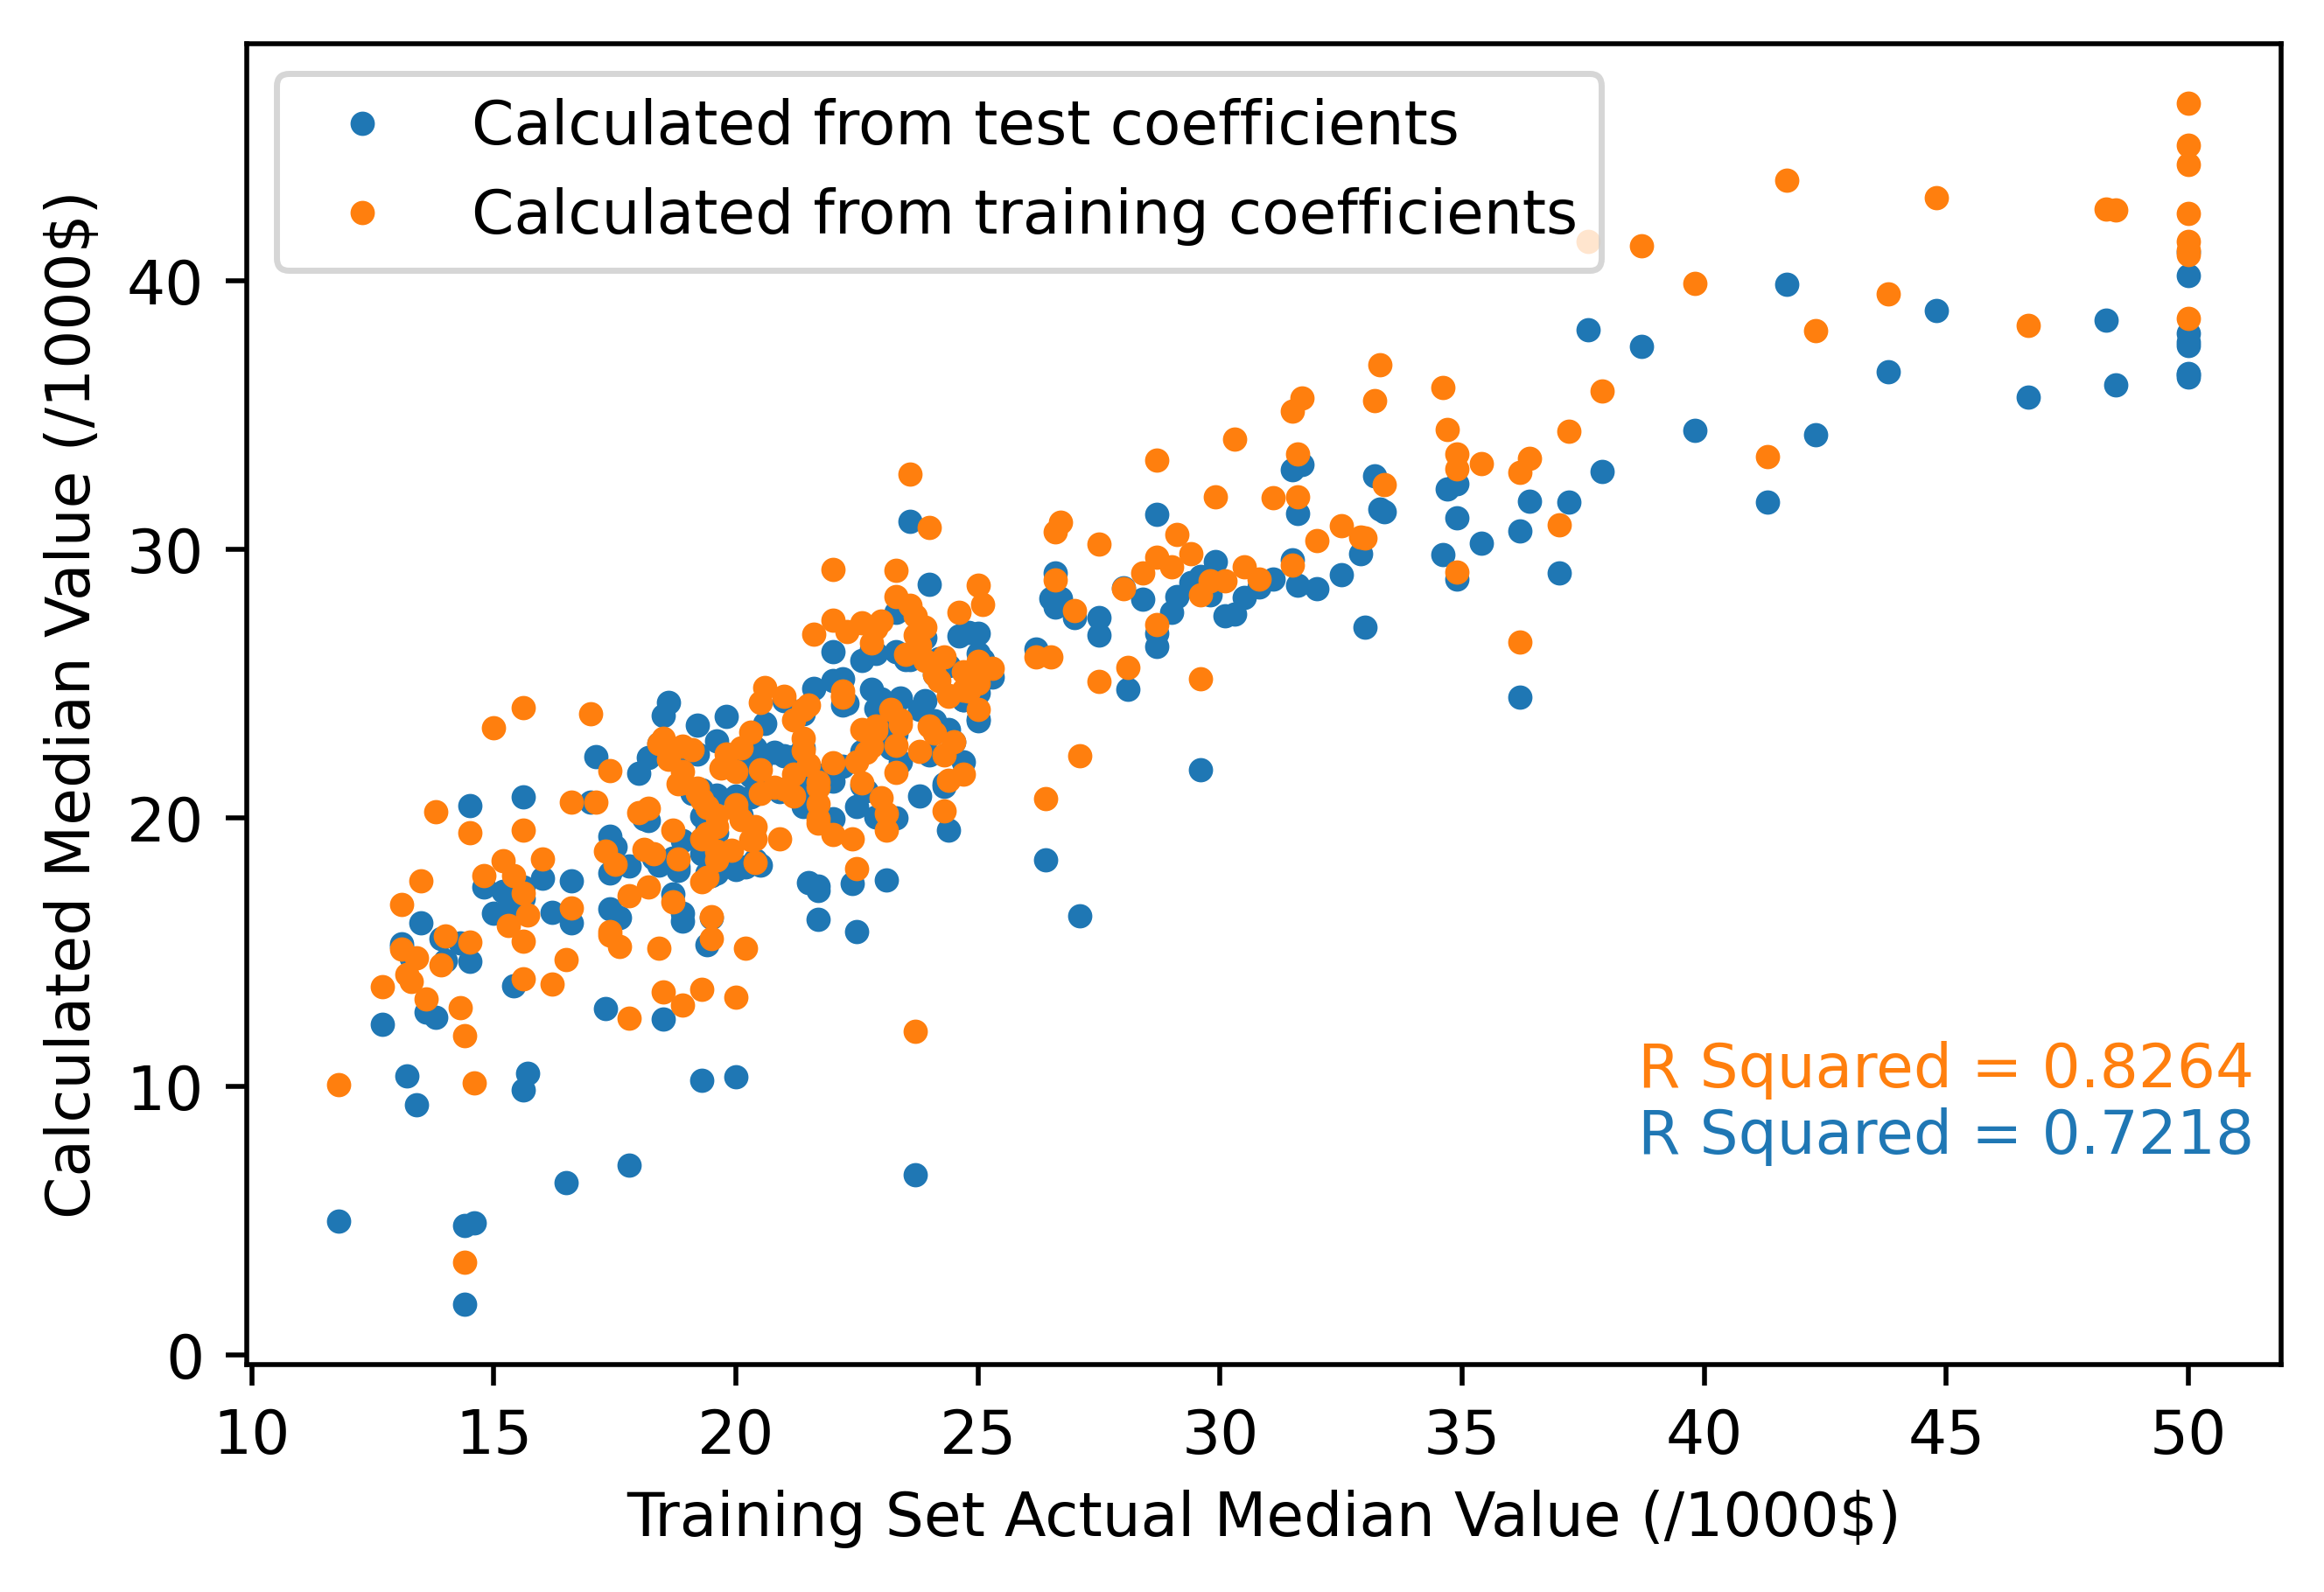 Calculated from test coefficients
Calculated from training coefficients
Calculated Median Value (/1000$)
40
30
20
10
0
R Squared = 0.8264
R Squared = 0.7218
10 15 20 25 30 35 40 45 50
Training Set Actual Median Value (/1000$)